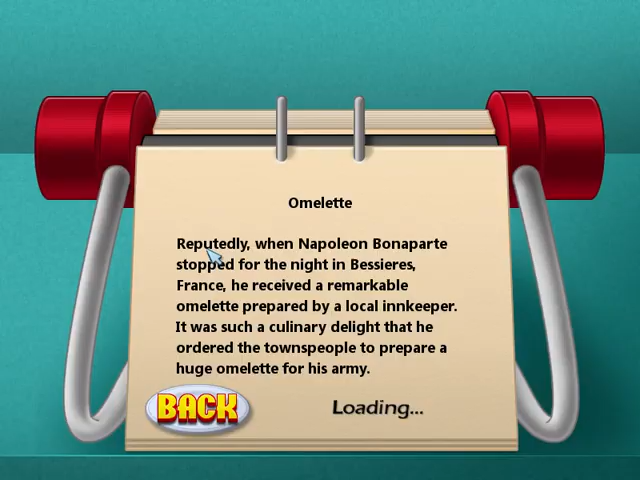 Omelette
Reputedly, when Napoleon Bonaparte
stopped for the night in Bessieres,
France, he received a remarkable
omelette prepared by a local innkeeper.
It was such a culinary delight that he
ordered the townspeople to prepare a
huge omelette for his army.
BACK
Loading...